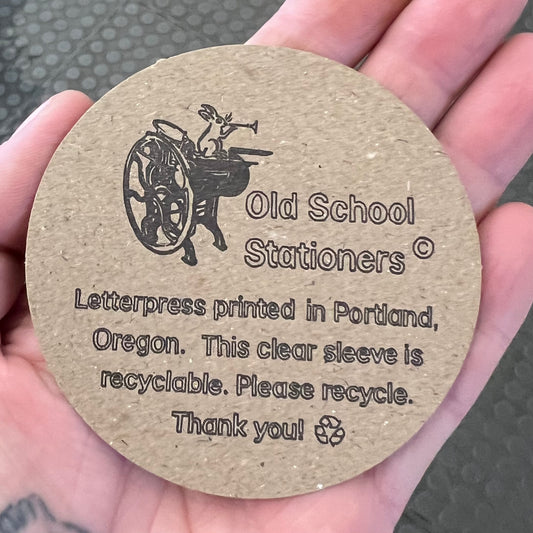 Old School
Stationers ©
Letterpress printed in Portland,
Oregon. This clear sleeve is
recyclable. Please recycle.
Thank you!